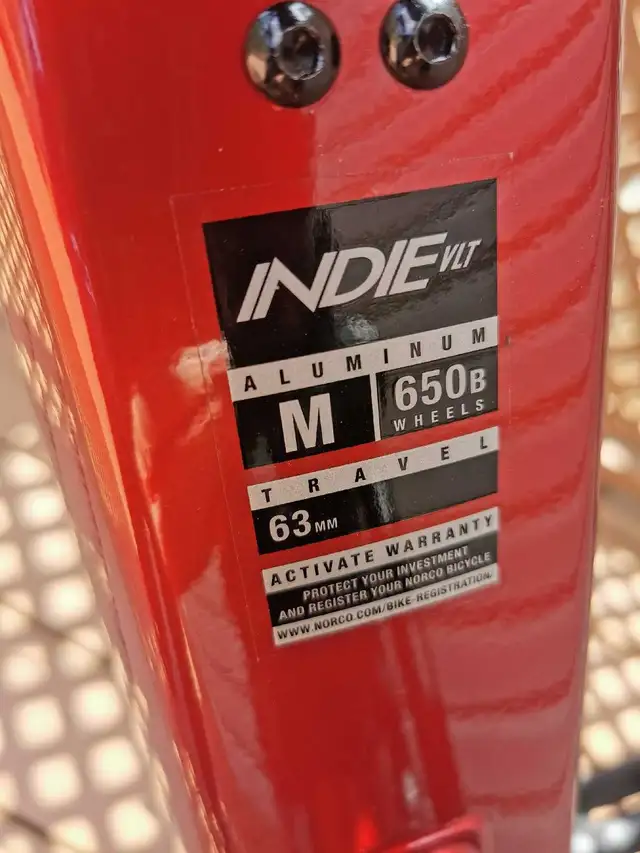 INDIE VLT
ALUMINUM
M
650B
WHEELS
TRAVEL
63MM
ACTIVATE WARRANTY
PROTECT YOUR INVESTMENT
AND REGISTER YOUR NORCO BICYCLE
WWW.NORCO.COM/BIKE-REGISTRATION/